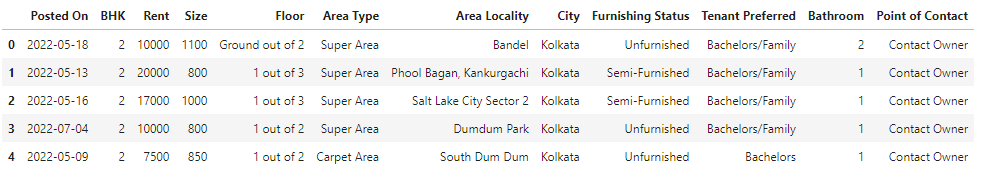 Posted On BHK Rent Size Floor Area Type Area Locality City Furnishing Status Tenant Preferred Bathroom Point of Contact
0 2022-05-18 2 10000 1100 Ground out of 2 Super Area Bandel Kolkata Unfurnished Bachelors/Family 2 Contact Owner
1 2022-05-13 2 20000 800 1 out of 3 Super Area Phool Bagan, Kankurgachi Kolkata Semi-Furnished Bachelors/Family 1 Contact Owner
2 2022-05-16 2 17000 1000 1 out of 3 Super Area Salt Lake City Sector 2 Kolkata Semi-Furnished Bachelors/Family 1 Contact Owner
3 2022-07-04 2 10000 800 1 out of 2 Super Area Dumdum Park Kolkata Unfurnished Bachelors/Family 1 Contact Owner
4 2022-05-09 2 7500 850 1 out of 2 Carpet Area South Dum Dum Kolkata Unfurnished Bachelors 1 Contact Owner